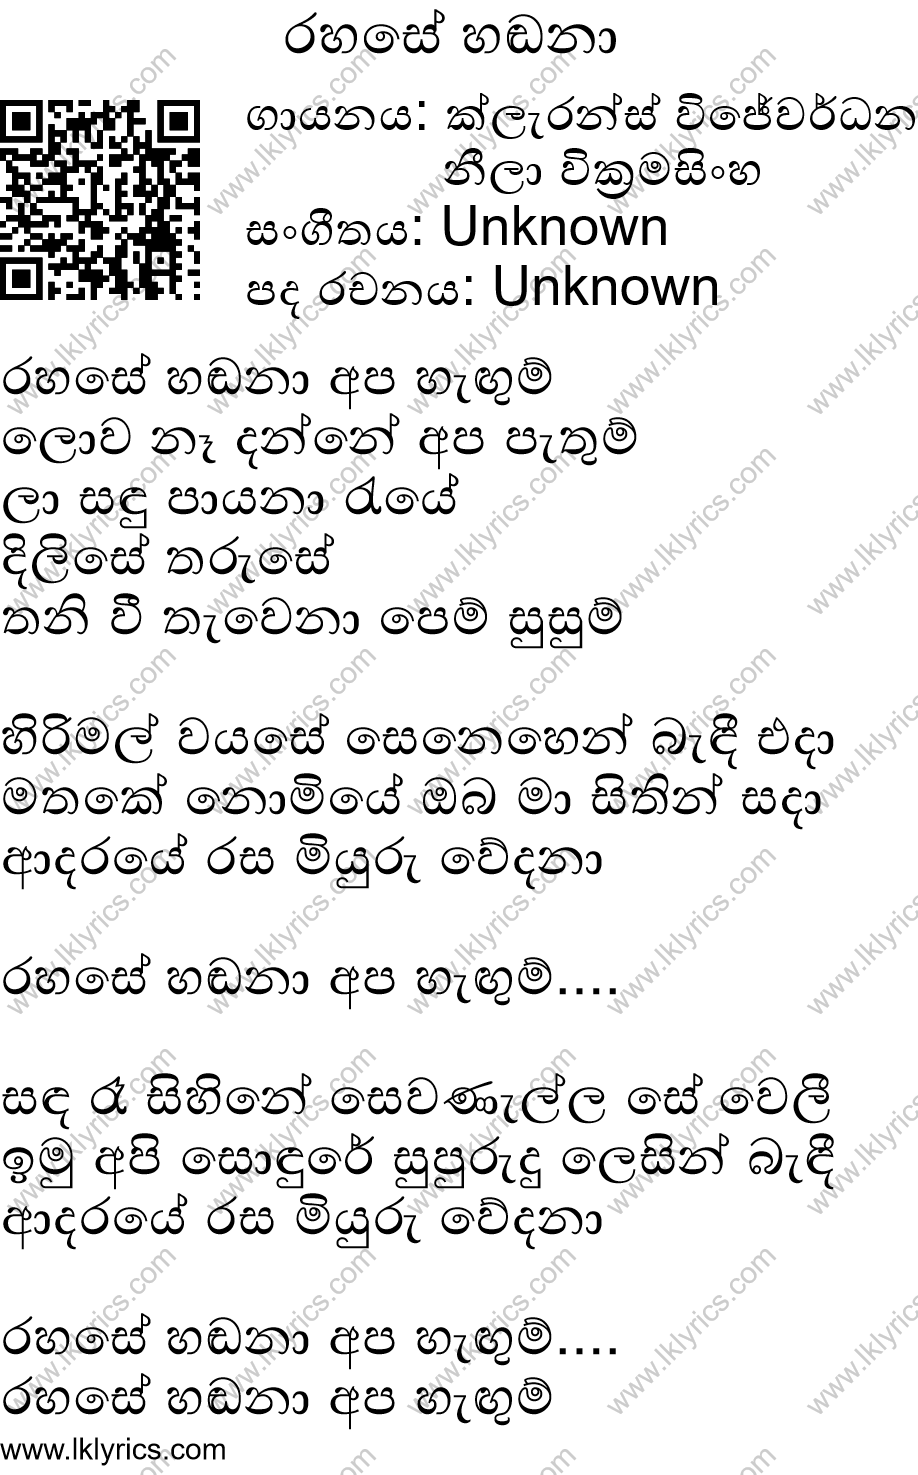 රහසේ හඬනා
ගායනය: ක්ලැරන්ස් විජේවර්ධන
නීලා වික්‍රමසිංහ
සංගීතය: Unknown
පද රචනය: Unknown
රහසේ හඬනා අප හැඟුම්
ලොව නෑ දන්නේ අප පැතුම්
ලා සඳු පායනා රැයේ
දිලිසේ තරුසේ
තනි වී තැවෙනා පෙම් සුසුම්
හිරිමල් වයසේ සෙනෙහෙන් බැඳී එදා
මතකේ නොමියේ ඔබ මා සිතින් සදා
ආදරයේ රස මියුරු වේදනා
රහසේ හඬනා අප හැඟුම්....
සඳ රෑ සිහිනේ සෙවණැල්ල සේ වෙලී
ඉමු අපි සොඳුරේ සුපුරුදු ලෙසින් බැඳී
ආදරයේ රස මියුරු වේදනා
රහසේ හඬනා අප හැඟුම්....
රහසේ හඬනා අප හැඟුම්
www.lklyrics.com